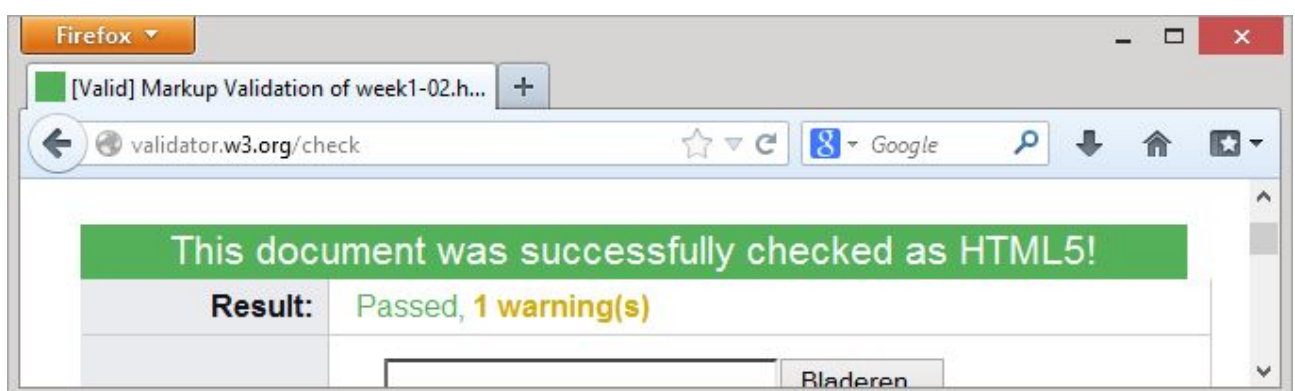 Firefox
[Valid] Markup Validation of week1-02.h...
validator.w3.org/check
Google
This document was successfully checked as HTML5!
Result: Passed, 1 warning(s)
Bladeren